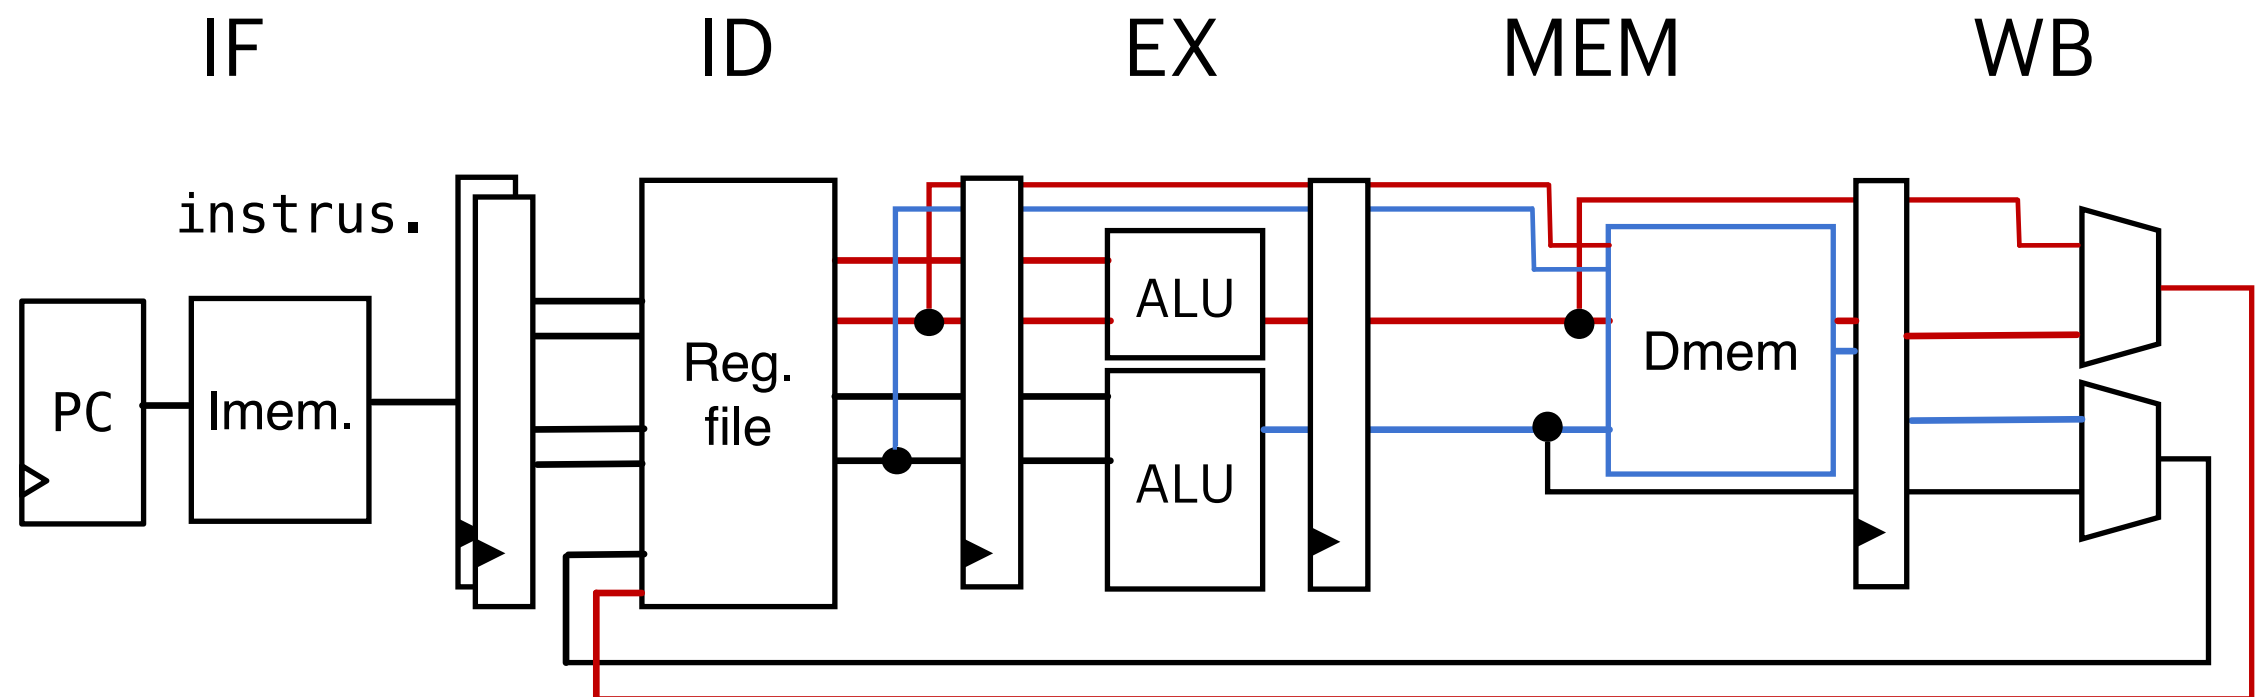 IF
ID
EX
MEM
WB
instrus.
PC
Imem.
Reg.
file
ALU
ALU
Dmem